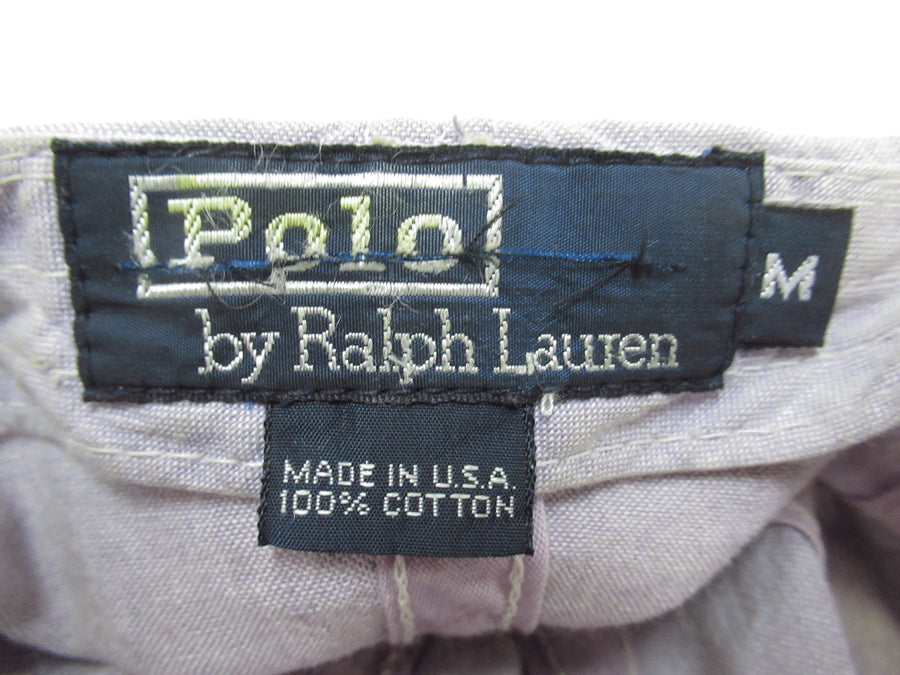 Polo
by Ralph Lauren
M
MADE IN U.S.A.
100% COTTON